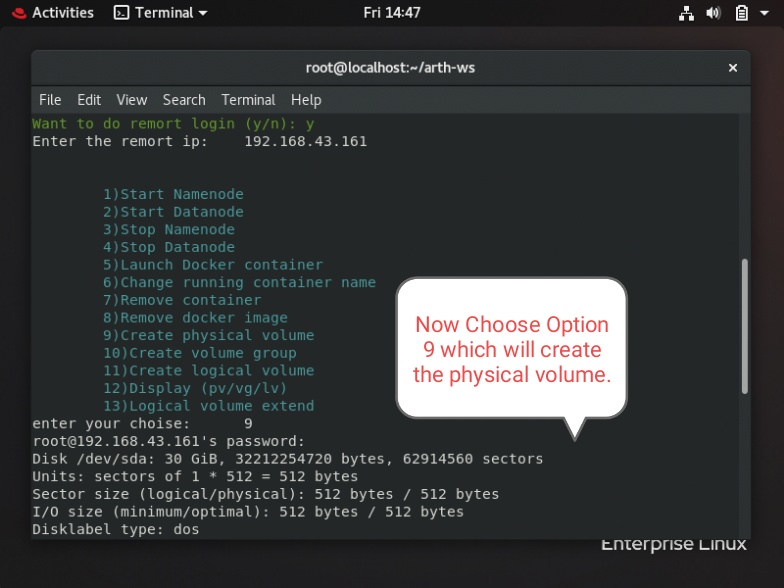 Activities Terminal Fri 14:47
root@localhost:~/arth-ws ×
File Edit View Search Terminal Help
Want to do remort login (y/n): y
Enter the remort ip: 192.168.43.161
1)Start Namenode
2)Start Datanode
3)Stop Namenode
4)Stop Datanode
5)Launch Docker container
6)Change running container name
7)Remove container
8)Remove docker image
9)Create physical volume
10)Create volume group
11)Create logical volume
12)Display (pv/vg/lv)
13)Logical volume extend
Now Choose Option
9 which will create
the physical volume.
enter your choise: 9
root@192.168.43.161's password:
Disk /dev/sda: 30 GiB, 32212254720 bytes, 62914560 sectors
Units: sectors of 1 * 512 = 512 bytes
Sector size (logical/physical): 512 bytes / 512 bytes
I/O size (minimum/optimal): 512 bytes / 512 bytes
Disklabel type: dos
Enterprise Linux